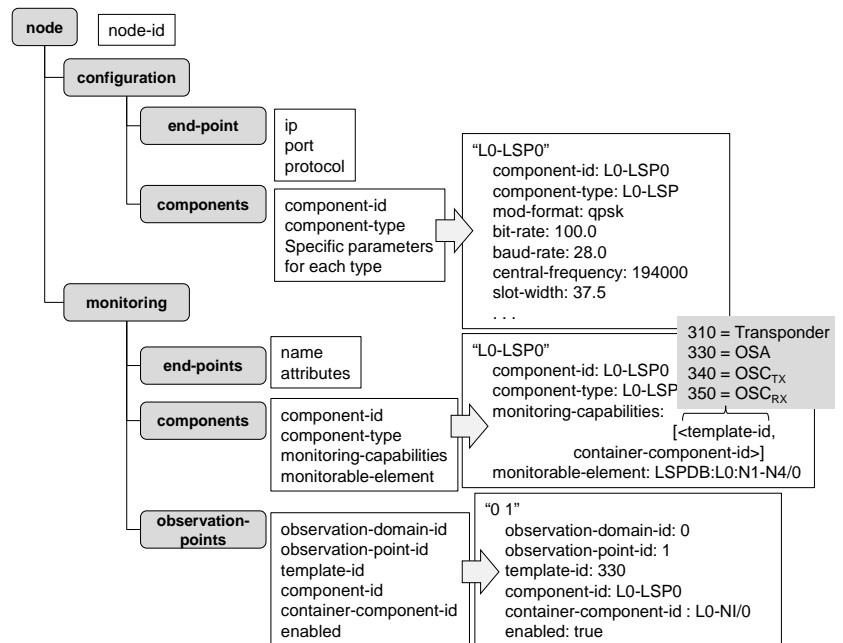 node
node-id
configuration
end-point
ip
port
protocol
components
component-id
component-type
Specific parameters
for each type
“L0-LSP0”
component-id: L0-LSP0
component-type: L0-LSP
mod-format: qpsk
bit-rate: 100.0
baud-rate: 28.0
central-frequency: 194000
slot-width: 37.5
. . .
monitoring
end-points
name
attributes
components
component-id
component-type
monitoring-capabilities
monitorable-element
“L0-LSP0”
component-id: L0-LSP0
component-type: L0-LSP
monitoring-capabilities:
[<template-id,
container-component-id>]
monitorable-element: LSPDB:L0:N1-N4/0
310 = Transponder
330 = OSA
340 = OSCTX
350 = OSCRX
observation-
points
observation-domain-id
observation-point-id
template-id
component-id
container-component-id
enabled
“0 1”
observation-domain-id: 0
observation-point-id: 1
template-id: 330
component-id: L0-LSP0
container-component-id : L0-NI/0
enabled: true